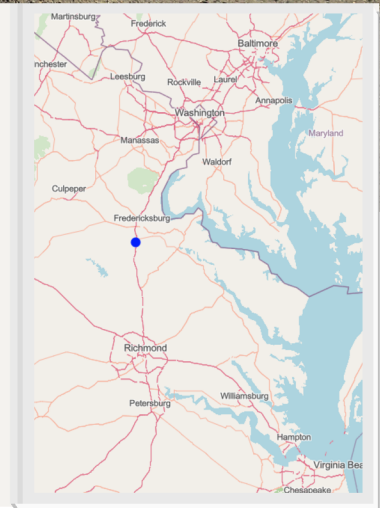 Martinsburg
Frederick
Baltimore
nchester
Leesburg
Rockville
Laurel
Annapolis
Washington
Manassas
Maryland
Waldorf
Culpeper
Fredericksburg
Richmond
Williamsburg
Petersburg
Hampton
Virginia Bea
Chesapeake